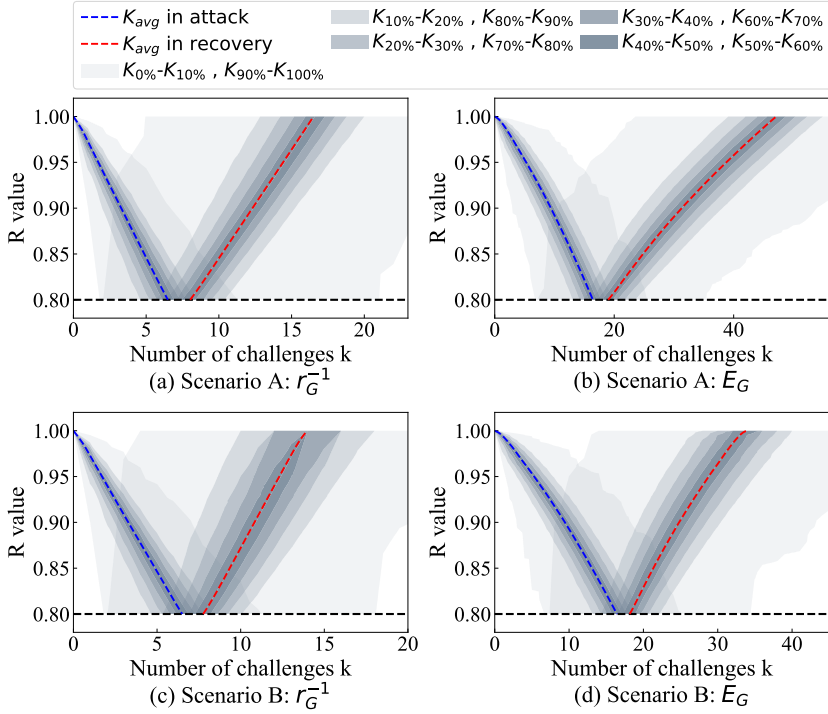 K_avg in attack
K_avg in recovery
K_0%-K_10% , K_90%-K_100%
K_10%-K_20% , K_80%-K_90%
K_20%-K_30% , K_70%-K_80%
K_30%-K_40% , K_60%-K_70%
K_40%-K_50% , K_50%-K_60%
R value
1.00
0.95
0.90
0.85
0.80
0 5 10 15 20
Number of challenges k
(a) Scenario A: r_G^{-1}
R value
1.00
0.95
0.90
0.85
0.80
0 20 40
Number of challenges k
(b) Scenario A: E_G
R value
1.00
0.95
0.90
0.85
0.80
0 5 10 15 20
Number of challenges k
(c) Scenario B: r_G^{-1}
R value
1.00
0.95
0.90
0.85
0.80
0 10 20 30 40
Number of challenges k
(d) Scenario B: E_G